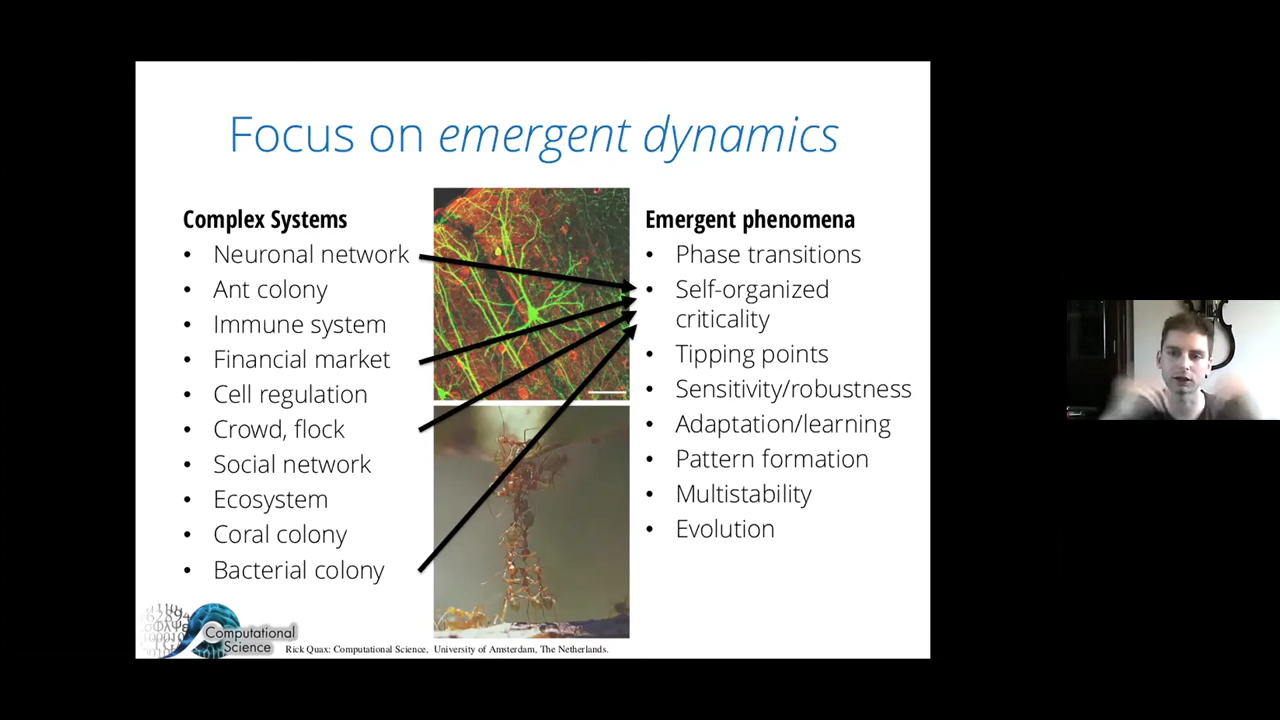 Focus on emergent dynamics
Complex Systems
• Neuronal network
• Ant colony
• Immune system
• Financial market
• Cell regulation
• Crowd, flock
• Social network
• Ecosystem
• Coral colony
• Bacterial colony
Emergent phenomena
• Phase transitions
• Self-organized
criticality
• Tipping points
• Sensitivity/robustness
• Adaptation/learning
• Pattern formation
• Multistability
• Evolution
Computational
Science
Rick Quax: Computational Science, University of Amsterdam, The Netherlands.